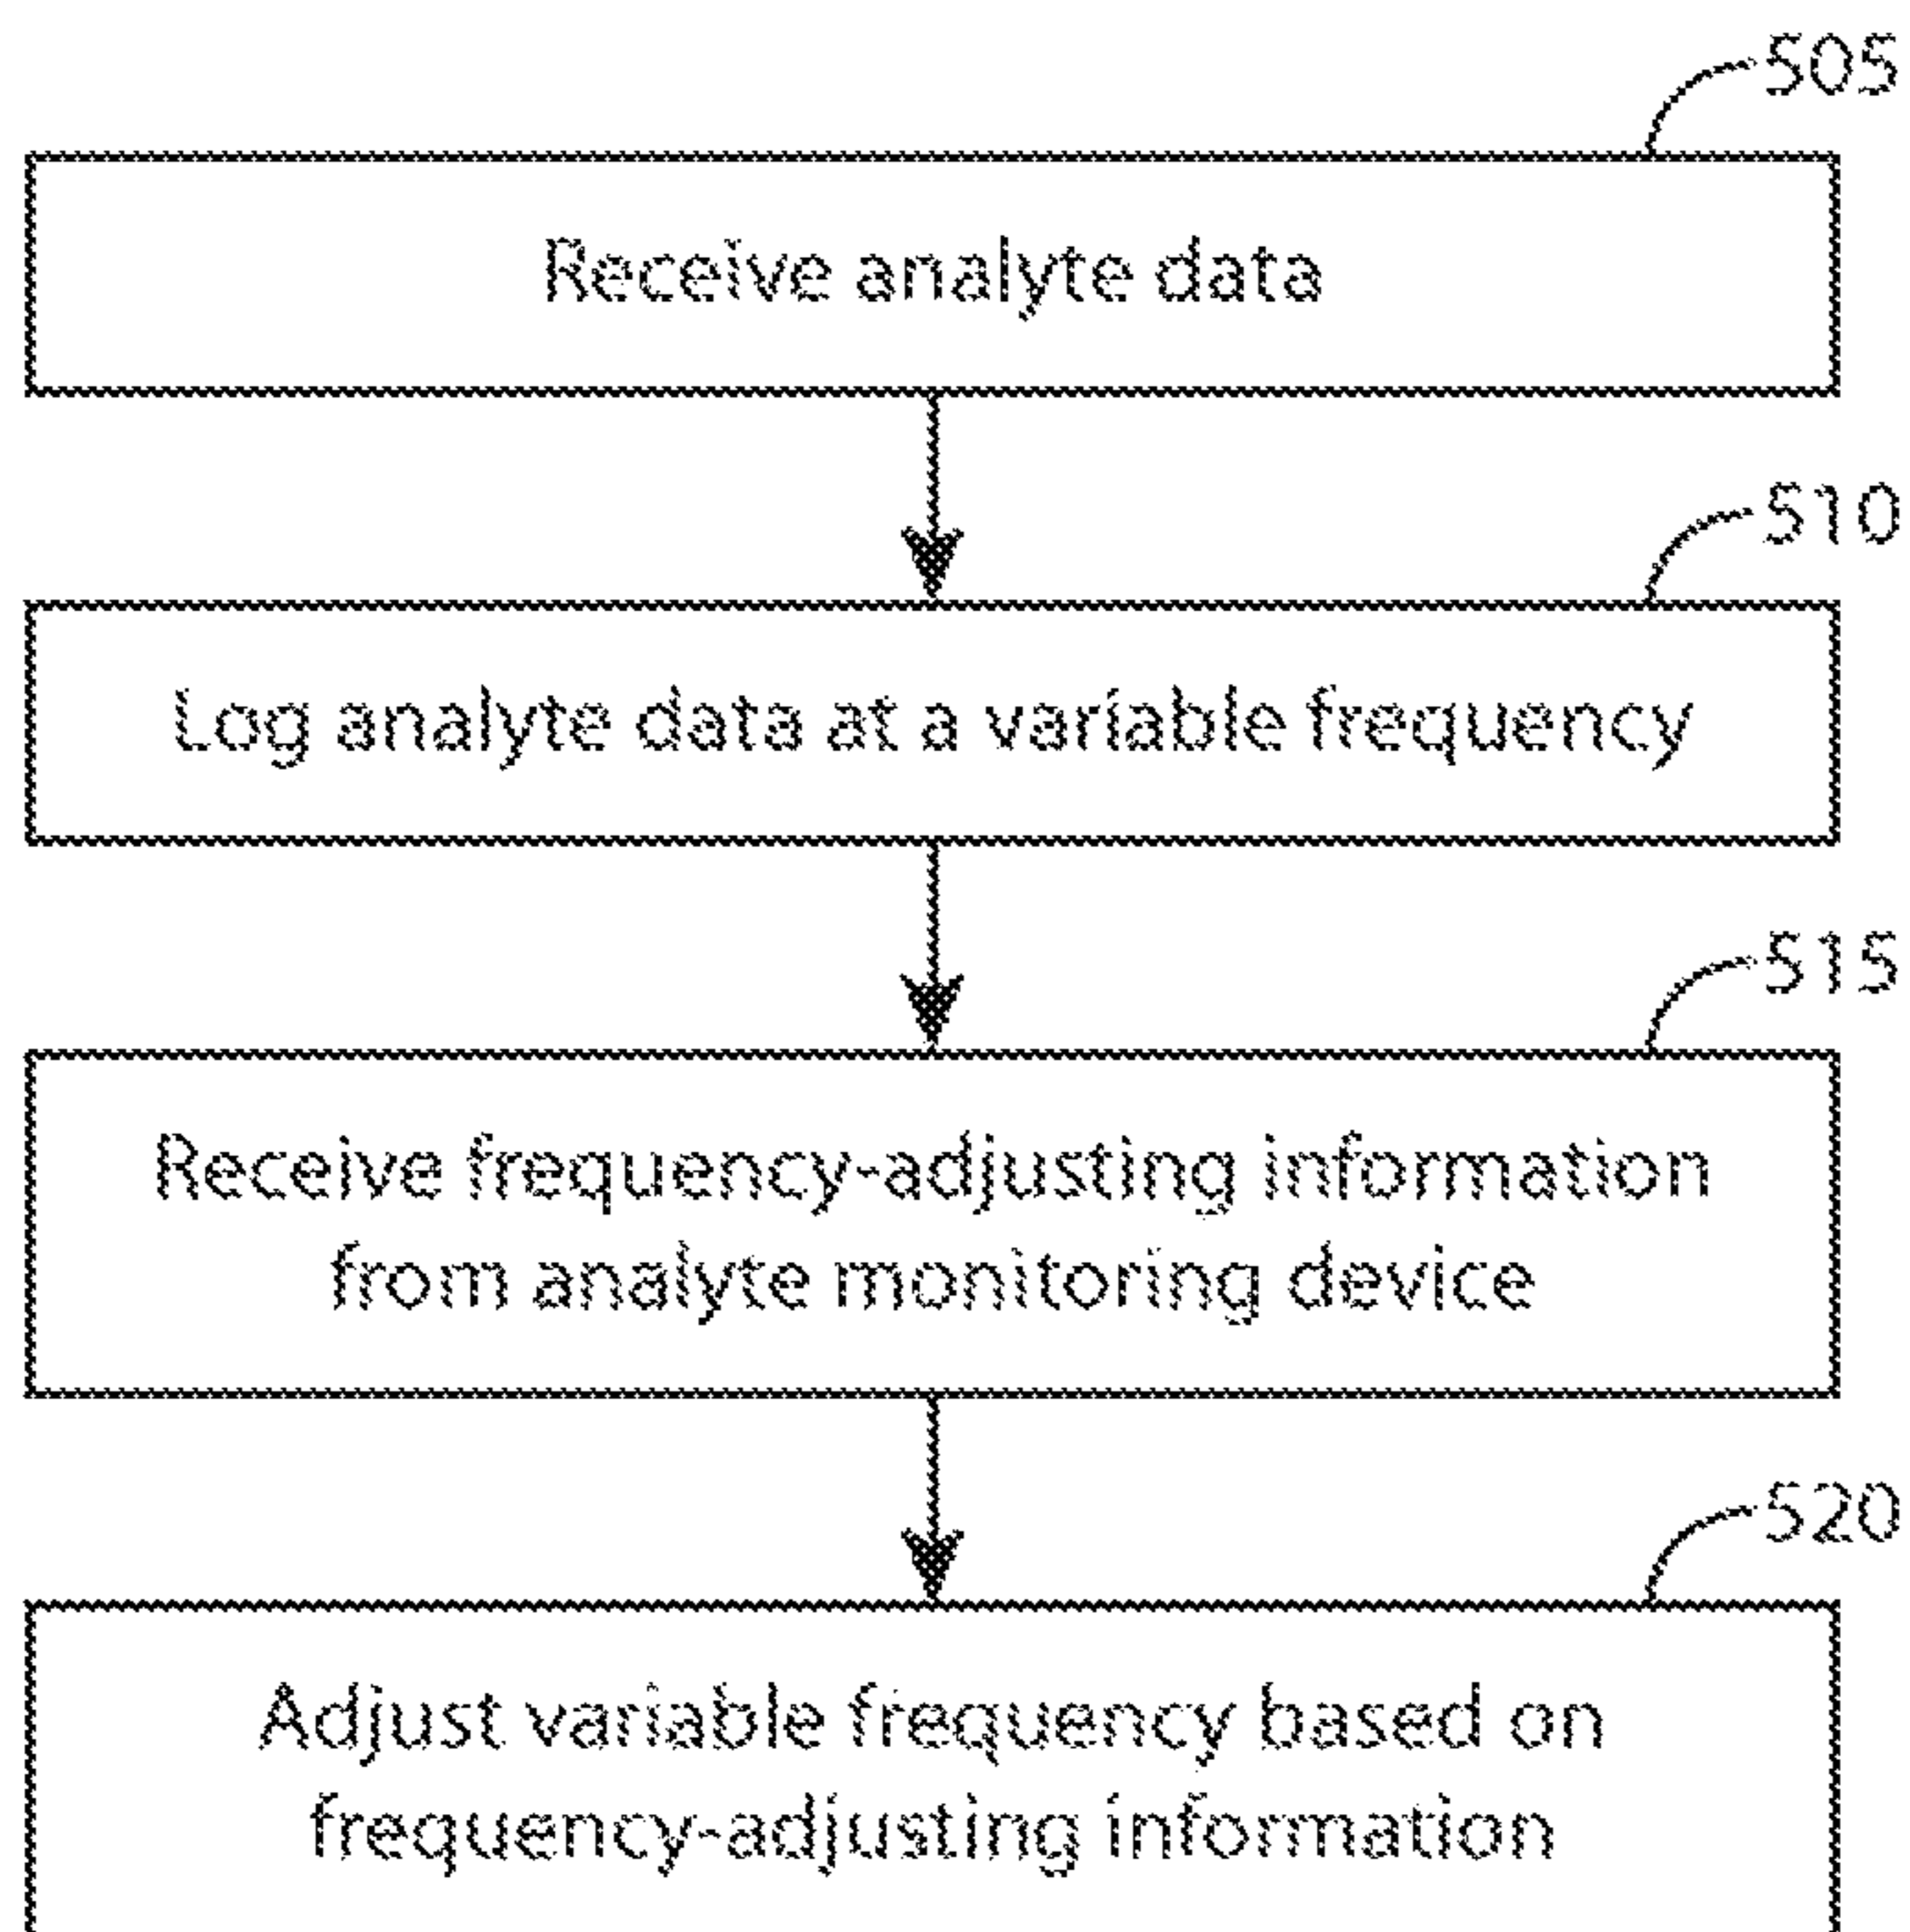 505
Receive analyte data
510
Log analyte data at a variable frequency
515
Receive frequency-adjusting information
from analyte monitoring device
520
Adjust variable frequency based on
frequency-adjusting information